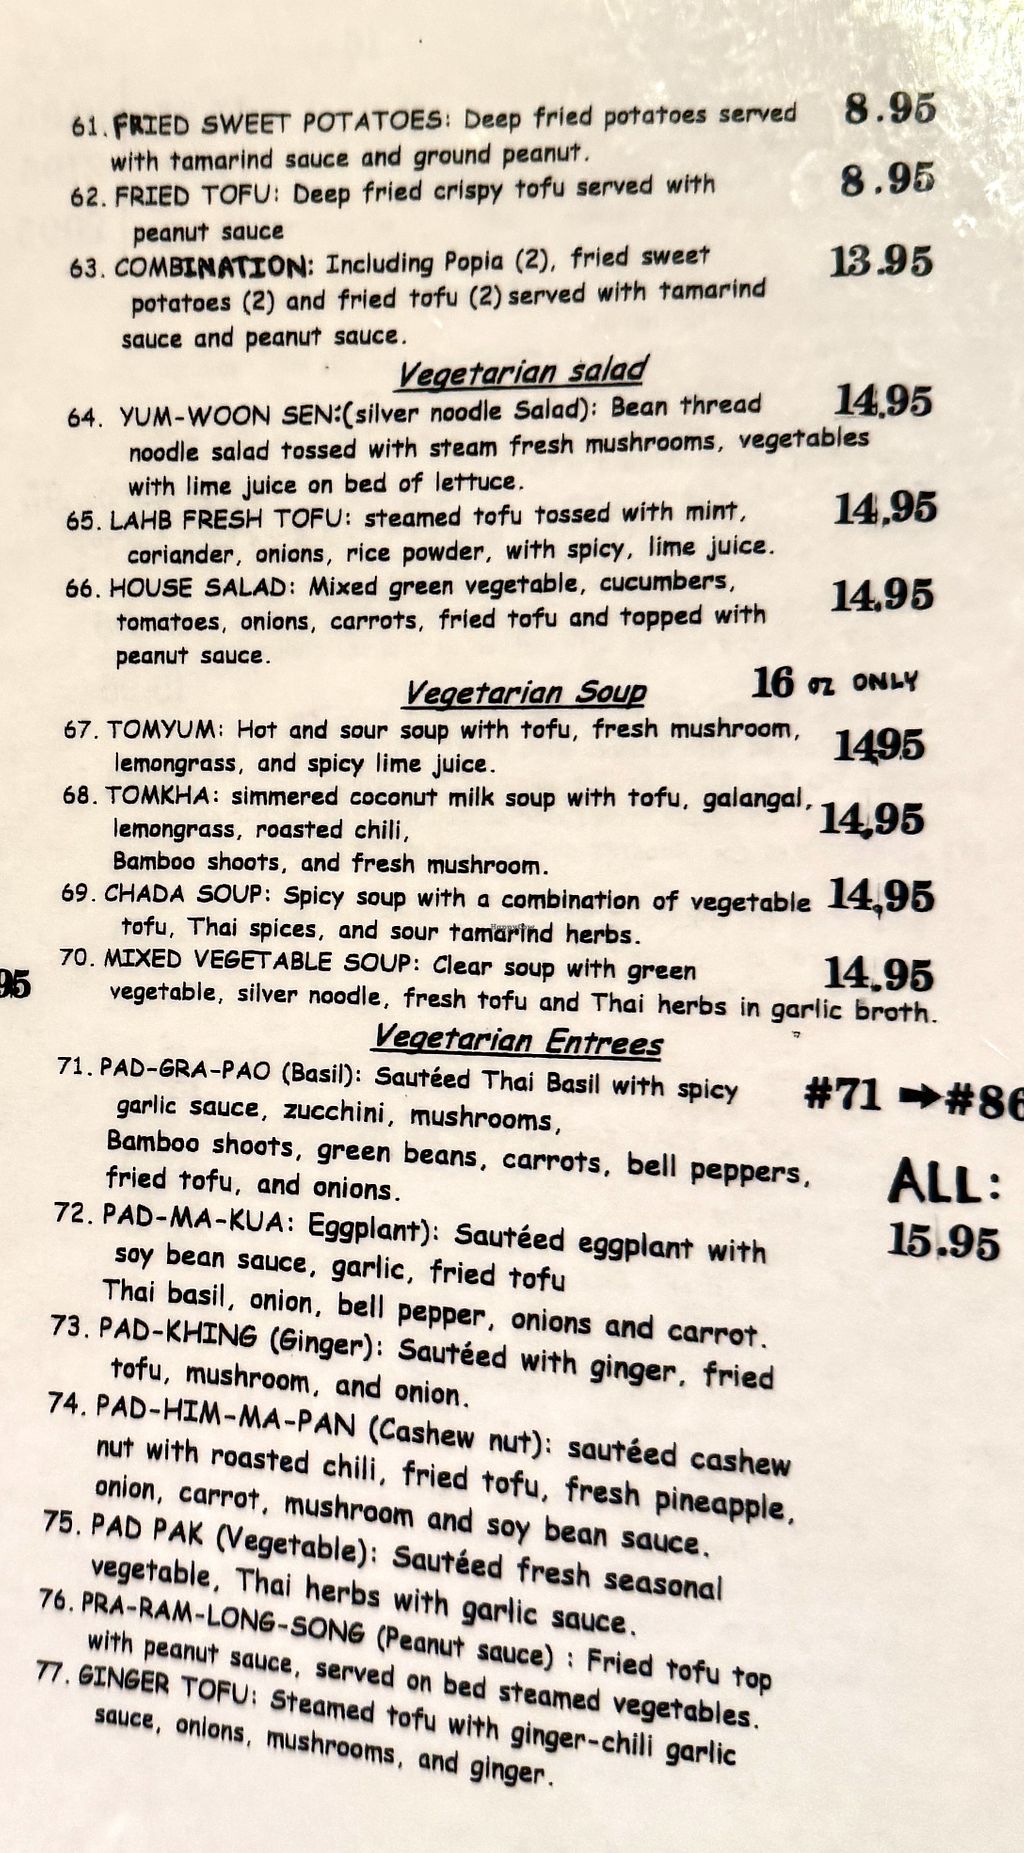 61. FRIED SWEET POTATOES: Deep fried potatoes served 8.95
with tamarind sauce and ground peanut.
62. FRIED TOFU: Deep fried crispy tofu served with 8.95
peanut sauce
63. COMBINATION: Including Popia (2), fried sweet 13.95
potatoes (2) and fried tofu (2) served with tamarind
sauce and peanut sauce.
Vegetarian salad
64. YUM-WOON SEN:(silver noodle Salad): Bean thread 14.95
noodle salad tossed with steam fresh mushrooms, vegetables
with lime juice on bed of lettuce.
65. LAHB FRESH TOFU: steamed tofu tossed with mint, 14.95
coriander, onions, rice powder, with spicy, lime juice.
66. HOUSE SALAD: Mixed green vegetable, cucumbers, 14.95
tomatoes, onions, carrots, fried tofu and topped with
peanut sauce.
Vegetarian Soup 16 oz ONLY
67. TOMYUM: Hot and sour soup with tofu, fresh mushroom, 14.95
lemongrass, and spicy lime juice.
68. TOMKHA: simmered coconut milk soup with tofu, galangal, 14.95
lemongrass, roasted chili,
Bamboo shoots, and fresh mushroom.
69. CHADA SOUP: Spicy soup with a combination of vegetable 14.95
tofu, Thai spices, and sour tamarind herbs.
HappyCow
70. MIXED VEGETABLE SOUP: Clear soup with green 14.95
95
vegetable, silver noodle, fresh tofu and Thai herbs in garlic broth.
Vegetarian Entrees
71. PAD-GRA-PAO (Basil): Sautéed Thai Basil with spicy #71 ➡#86
garlic sauce, zucchini, mushrooms,
Bamboo shoots, green beans, carrots, bell peppers, ALL:
fried tofu, and onions.
72. PAD-MA-KUA: Eggplant): Sautéed eggplant with 15.95
soy bean sauce, garlic, fried tofu
Thai basil, onion, bell pepper, onions and carrot.
73. PAD-KHING (Ginger): Sautéed with ginger, fried
tofu, mushroom, and onion.
74. PAD-HIM-MA-PAN (Cashew nut): sautéed cashew
nut with roasted chili, fried tofu, fresh pineapple,
onion, carrot, mushroom and soy bean sauce.
75. PAD PAK (Vegetable): Sautéed fresh seasonal
vegetable, Thai herbs with garlic sauce.
76. PRA-RAM-LONG-SONG (Peanut sauce) : Fried tofu top
with peanut sauce, served on bed steamed vegetables.
77. GINGER TOFU: Steamed tofu with ginger-chili garlic
sauce, onions, mushrooms, and ginger.